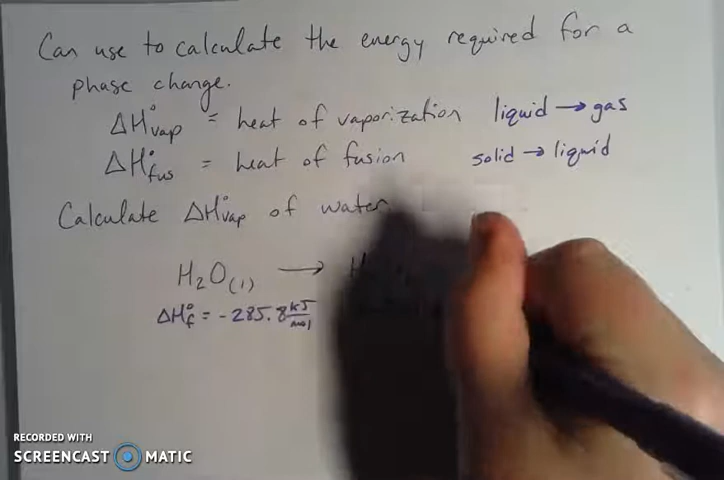 Can use to calculate the energy required for a
phase change.
ΔH°vap = heat of vaporization liquid → gas
ΔH°fus = heat of fusion solid → liquid
Calculate ΔH°vap of water
H₂O(l) → H
ΔH°f = -285.8 kJ/mol
RECORDED WITH
SCREENCAST MATIC